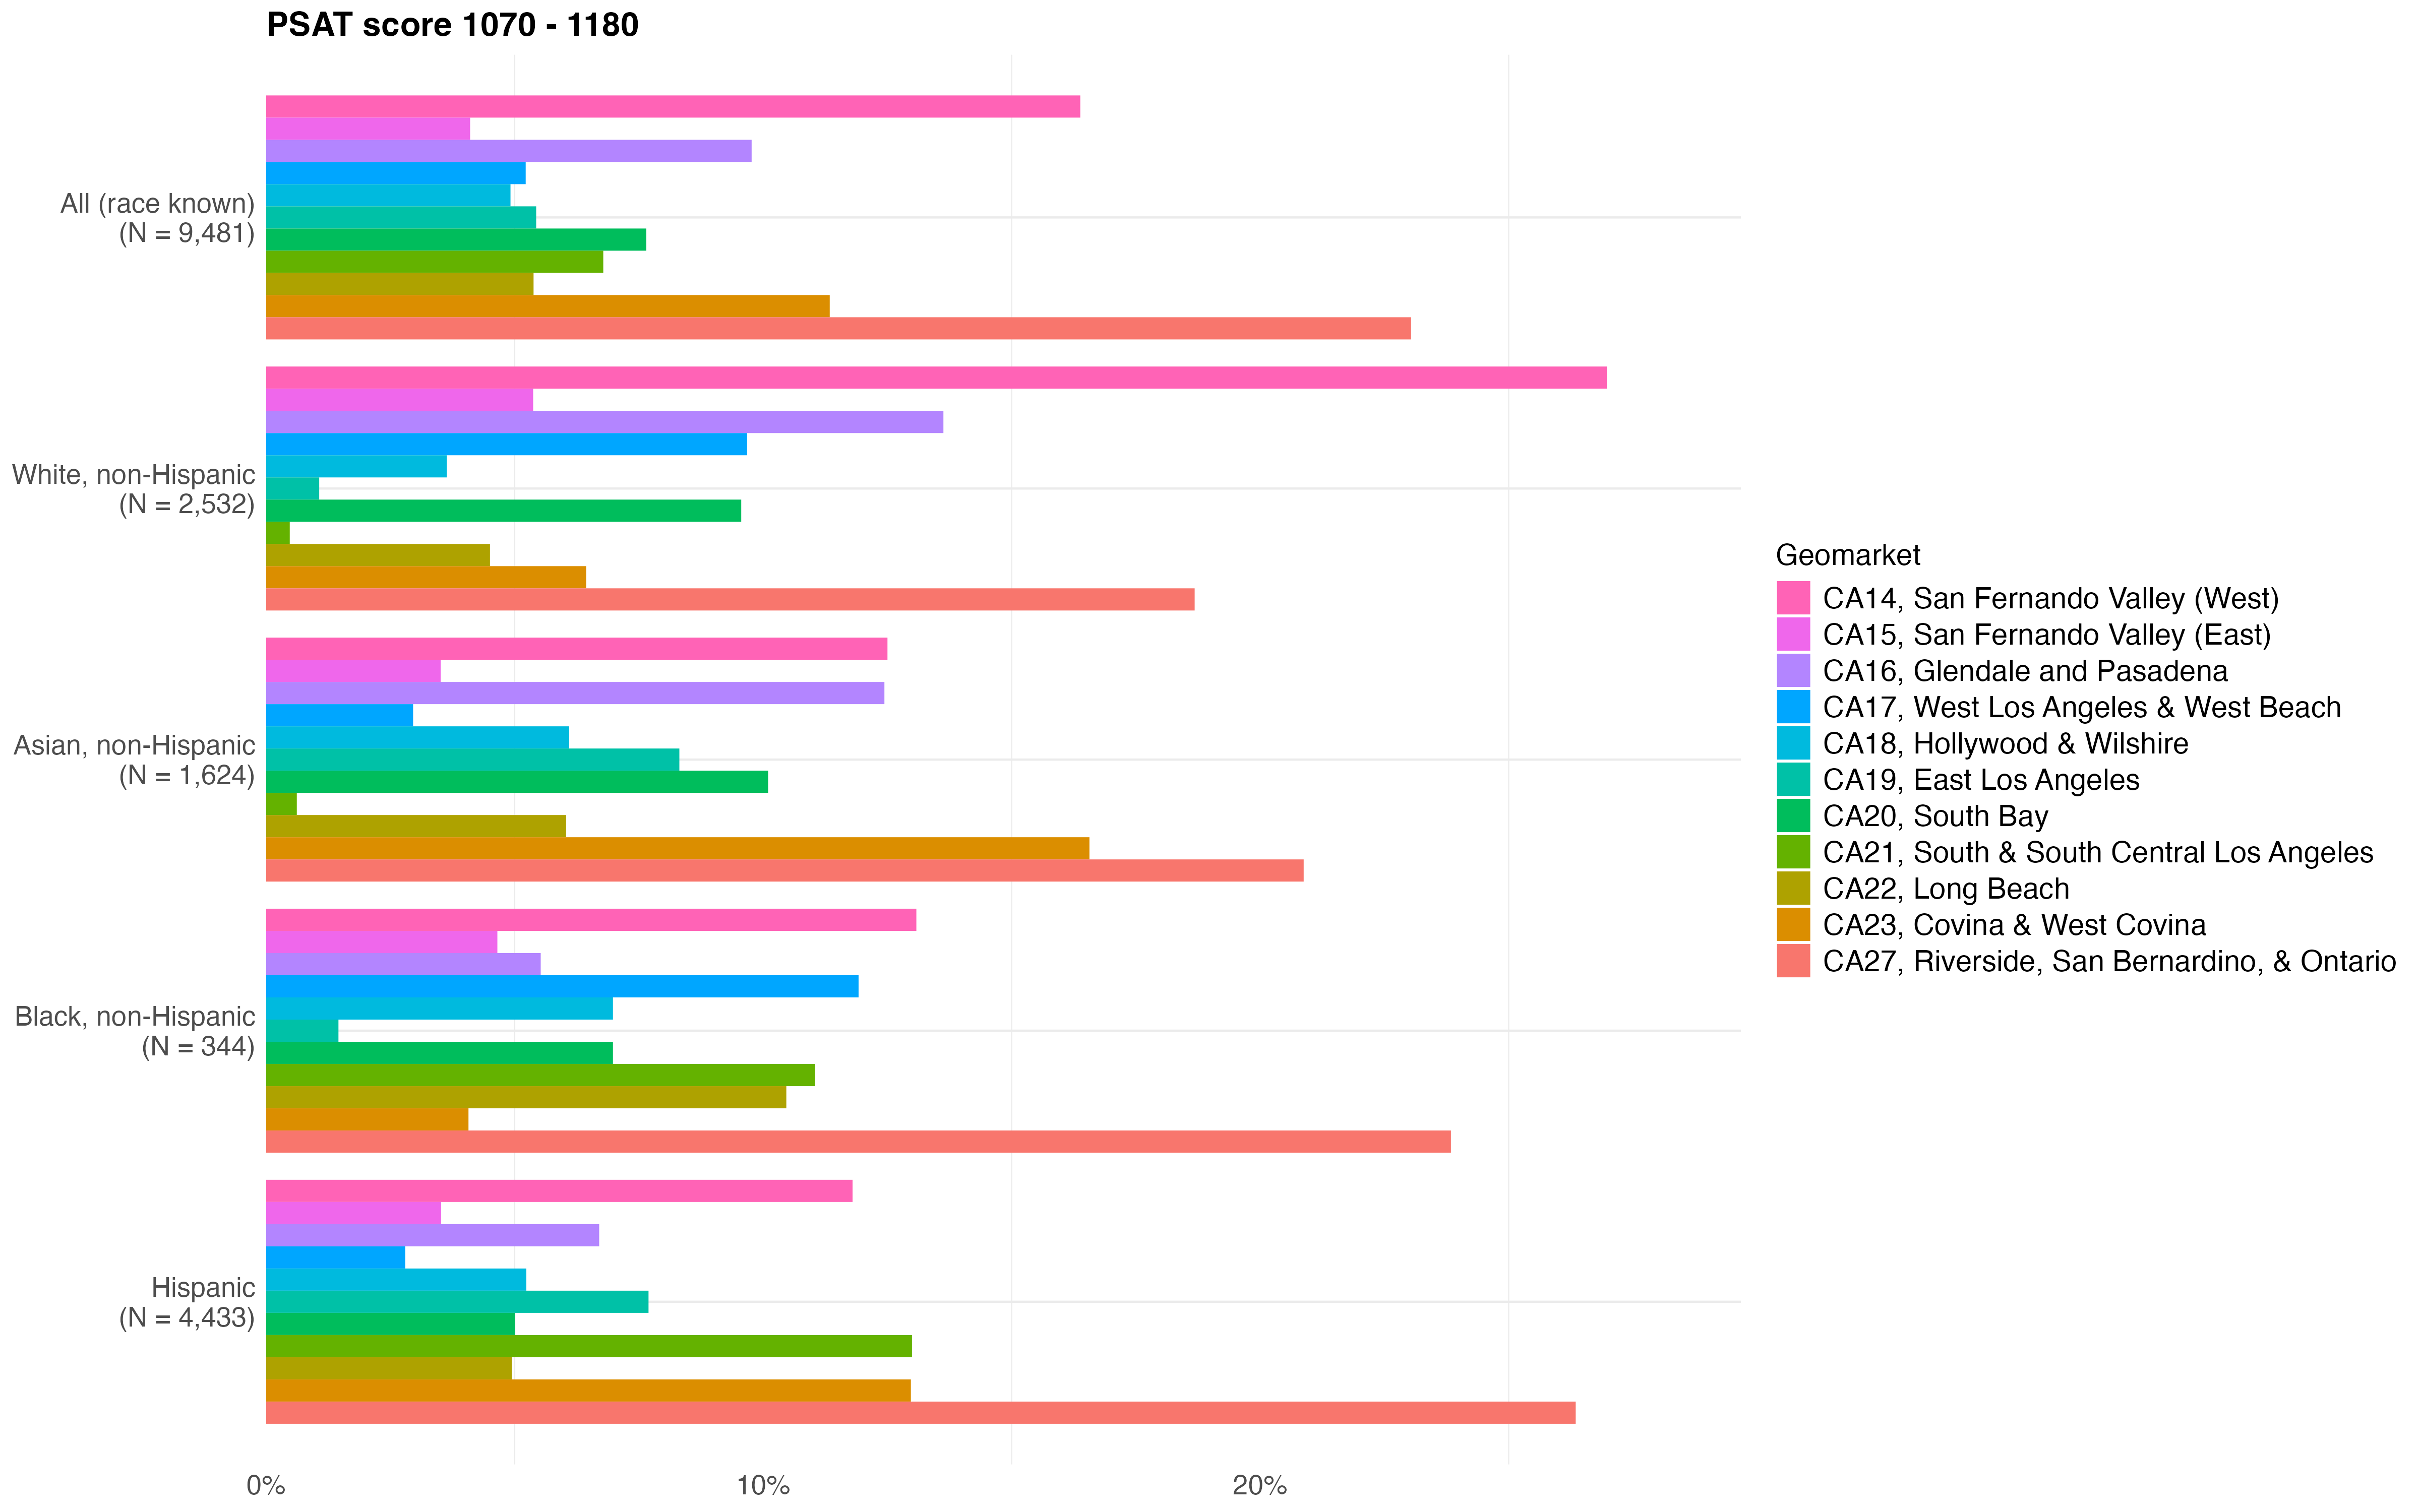 PSAT score 1070 - 1180
All (race known)
(N = 9,481)
White, non-Hispanic
(N = 2,532)
Asian, non-Hispanic
(N = 1,624)
Black, non-Hispanic
(N = 344)
Hispanic
(N = 4,433)
0% 10% 20%
Geomarket
CA14, San Fernando Valley (West)
CA15, San Fernando Valley (East)
CA16, Glendale and Pasadena
CA17, West Los Angeles & West Beach
CA18, Hollywood & Wilshire
CA19, East Los Angeles
CA20, South Bay
CA21, South & South Central Los Angeles
CA22, Long Beach
CA23, Covina & West Covina
CA27, Riverside, San Bernardino, & Ontario